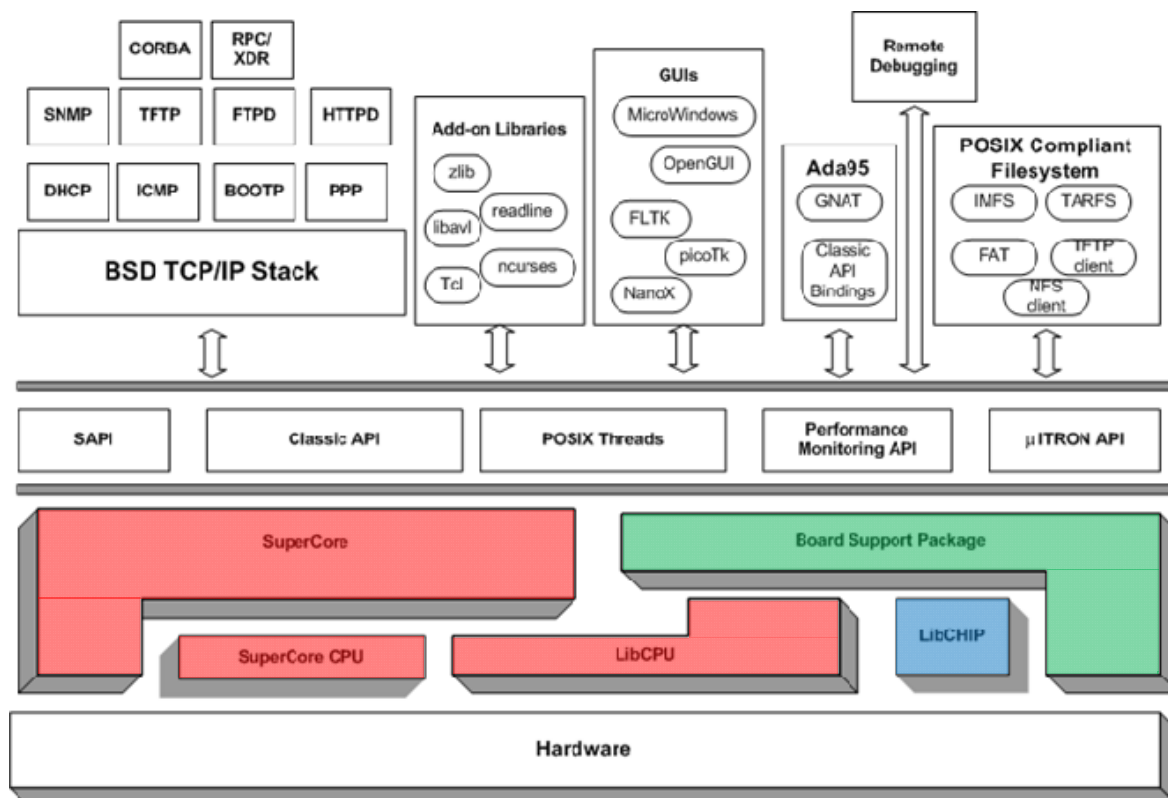 CORBA
RPC/
XDR
SNMP
TFTP
FTPD
HTTPD
DHCP
ICMP
BOOTP
PPP
BSD TCP/IP Stack
Add-on Libraries
zlib
readline
libavl
ncurses
Tcl
GUIs
MicroWindows
OpenGUI
FLTK
picoTk
NanoX
Remote
Debugging
Ada95
GNAT
Classic
API
Bindings
POSIX Compliant
Filesystem
IMFS
TARFS
FAT
TFTP
client
NFS
client
SAPI
Classic API
POSIX Threads
Performance
Monitoring API
µITRON API
SuperCore
Board Support Package
SuperCore CPU
LibCPU
LibCHIP
Hardware